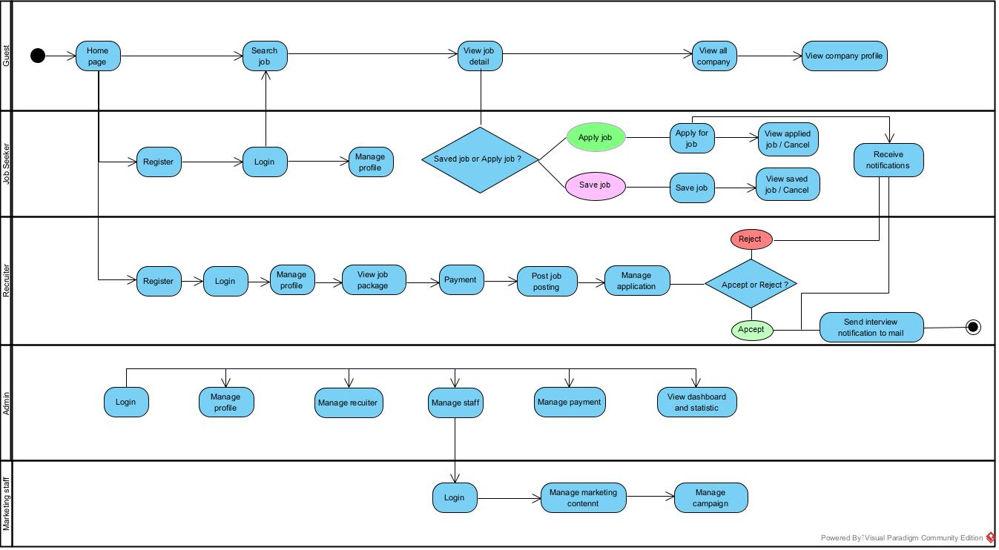 Guest
Home
page
Search
job
View job
detail
View all
company
View company profile
Job Seeker
Register
Login
Manage
profile
Saved job or Apply job ?
Apply job
Save job
Apply for
job
Save job
View applied
job / Cancel
View saved
job / Cancel
Receive
notifications
Recruiter
Register
Login
Manage
profile
View job
package
Payment
Post job
posting
Manage
application
Reject
Apcept or Reject ?
Apcept
Send interview
notification to mail
Admin
Login
Manage
profile
Manage recuiter
Manage staff
Manage payment
View dashboard
and statistic
Marketing staff
Login
Manage marketing
contennt
Manage
campaign
Powered By Visual Paradigm Community Edition